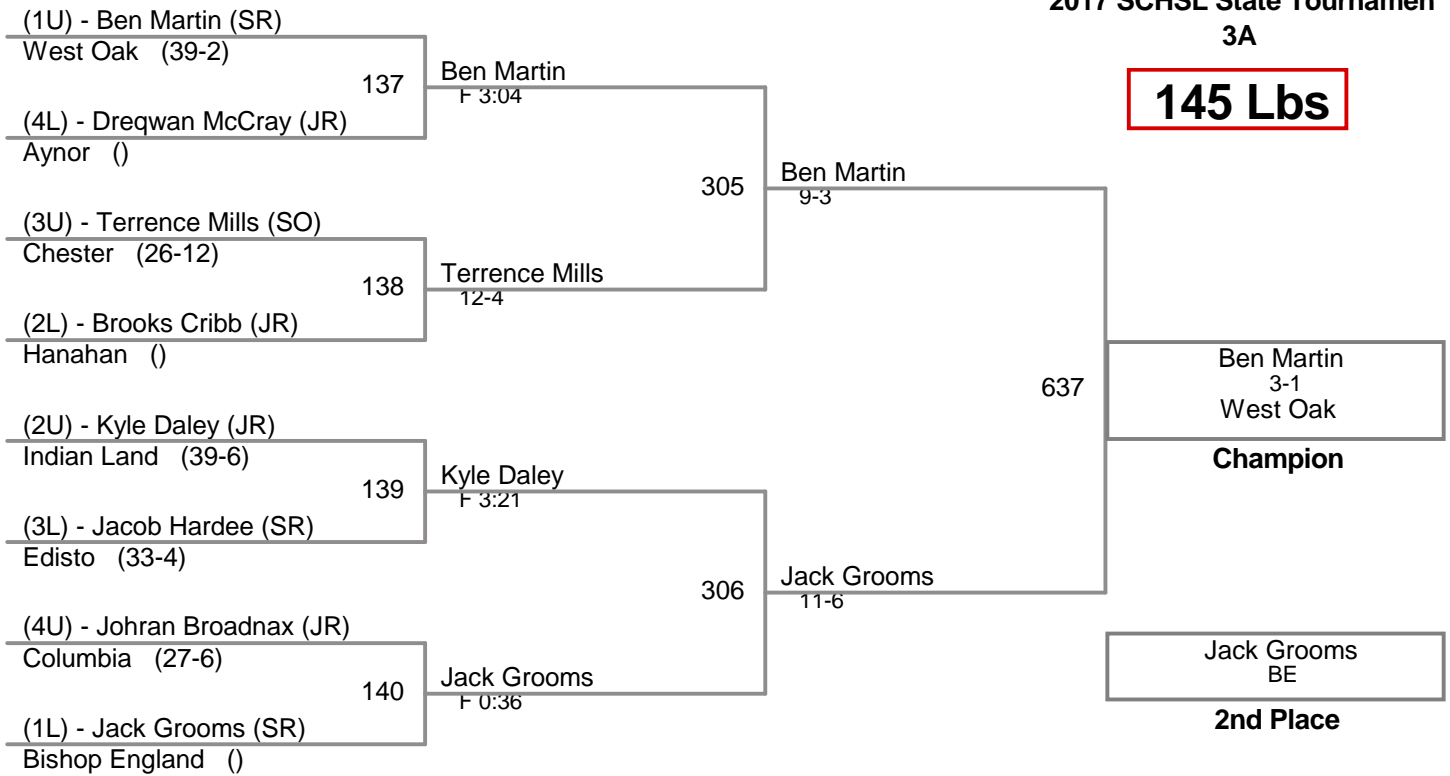 2017 SCHSL State Tournamen
3A
145 Lbs
(1U) - Ben Martin (SR)
West Oak (39-2)
137
(4L) - Dreqwan McCray (JR)
Aynor ()
(3U) - Terrence Mills (SO)
Chester (26-12)
138
(2L) - Brooks Cribb (JR)
Hanahan ()
(2U) - Kyle Daley (JR)
Indian Land (39-6)
139
(3L) - Jacob Hardee (SR)
Edisto (33-4)
(4U) - Johran Broadnax (JR)
Columbia (27-6)
140
(1L) - Jack Grooms (SR)
Bishop England ()
Ben Martin
F 3:04
305
Terrence Mills
12-4
Kyle Daley
F 3:21
306
Jack Grooms
F 0:36
Ben Martin
9-3
637
Jack Grooms
11-6
Ben Martin
3-1
West Oak
Champion
Jack Grooms
BE
2nd Place